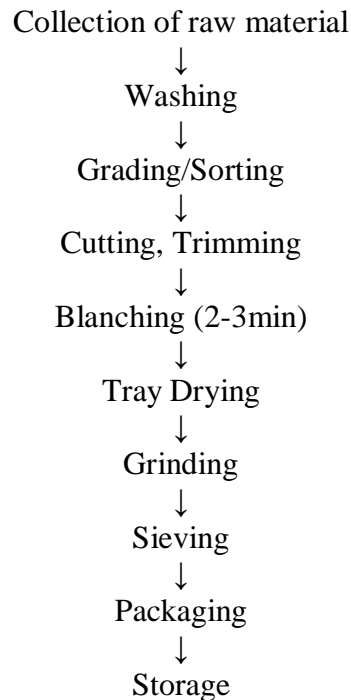 Collection of raw material
↓
Washing
↓
Grading/Sorting
↓
Cutting, Trimming
↓
Blanching (2-3min)
↓
Tray Drying
↓
Grinding
↓
Sieving
↓
Packaging
↓
Storage